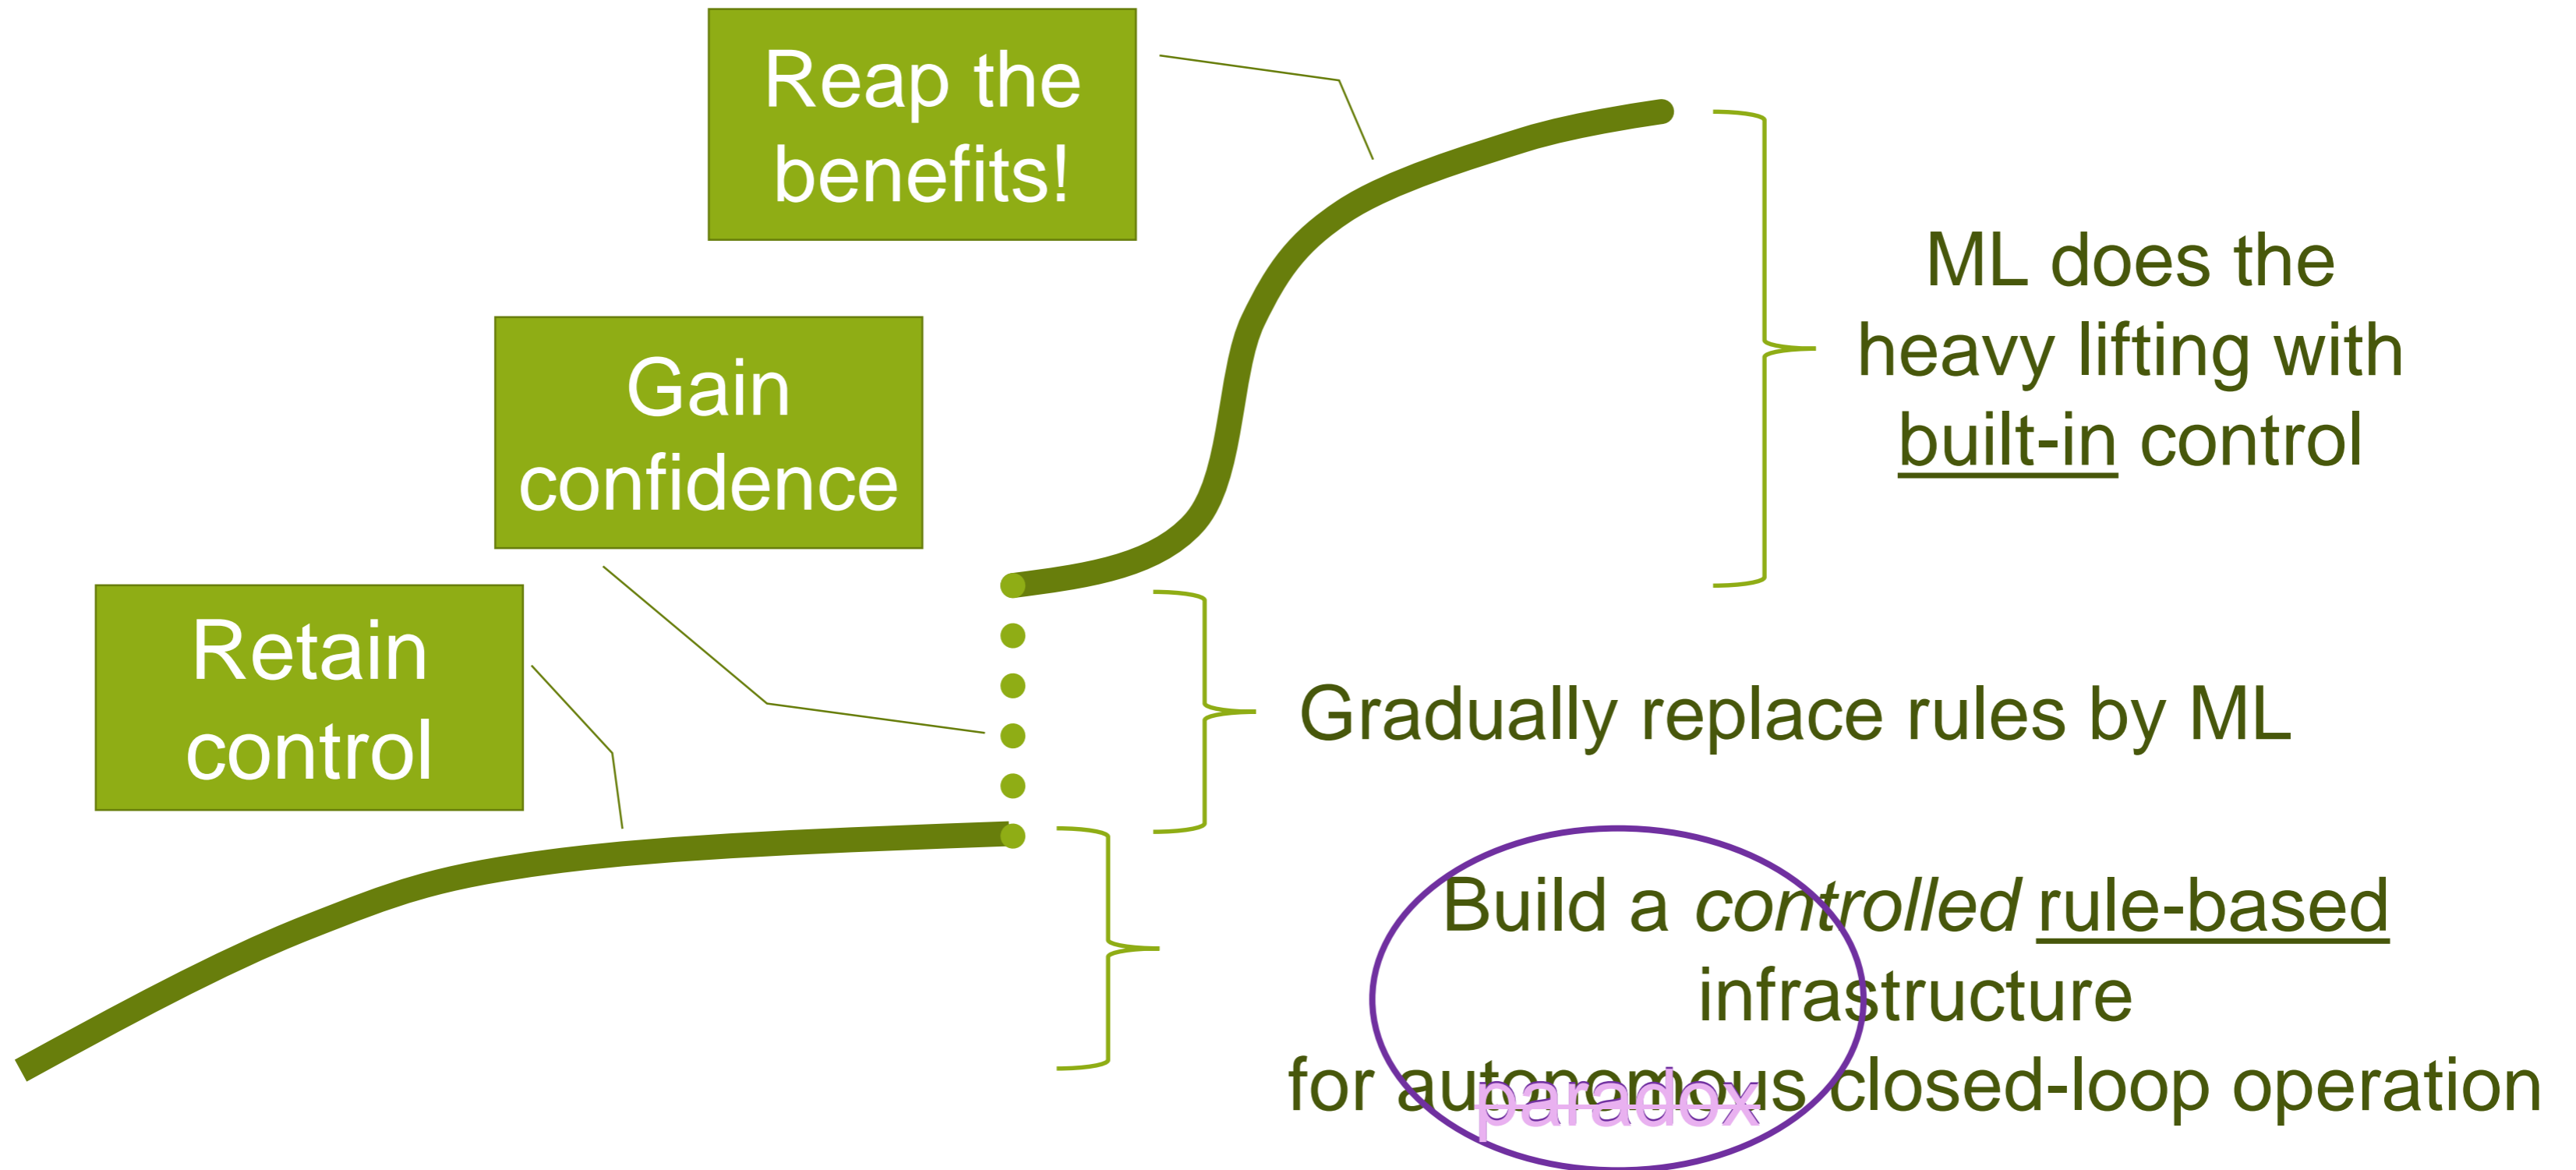 Reap the
benefits!
ML does the
heavy lifting with
built-in control
Gain
confidence
Retain
control
Gradually replace rules by ML
Build a controlled rule-based
infrastructure
for autonomous closed-loop operation
paradox